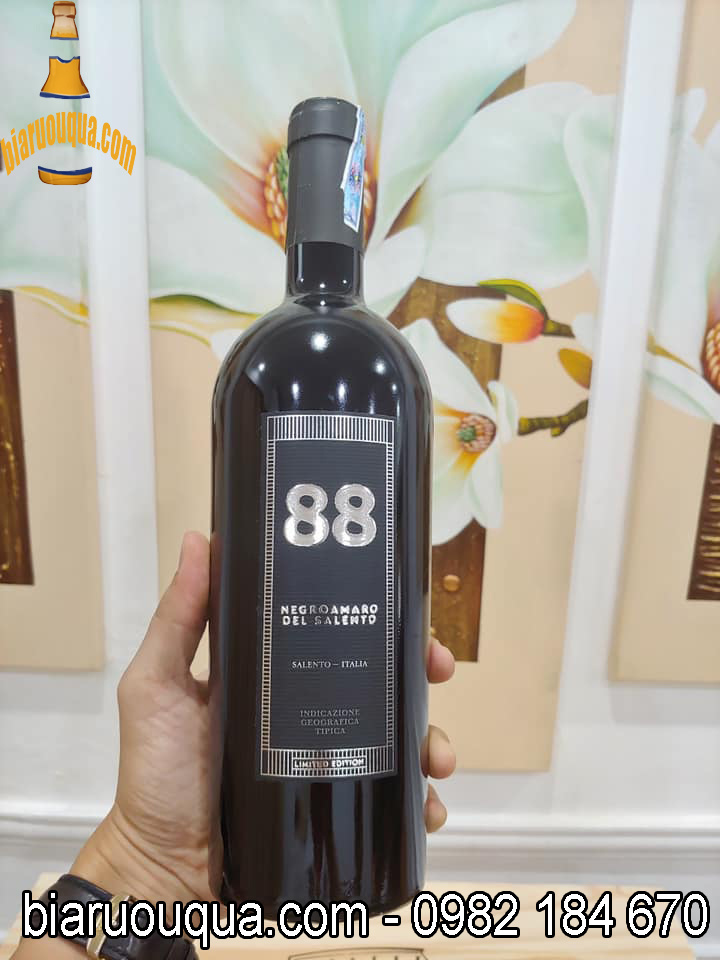 biaruouqua.com
88
NEGROAMARO
DEL SALENTO
SALENTO – ITALIA
INDICAZIONE
GEOGRAFICA
TIPICA
LIMITED EDITION
biaruouqua.com - 0982 184 670